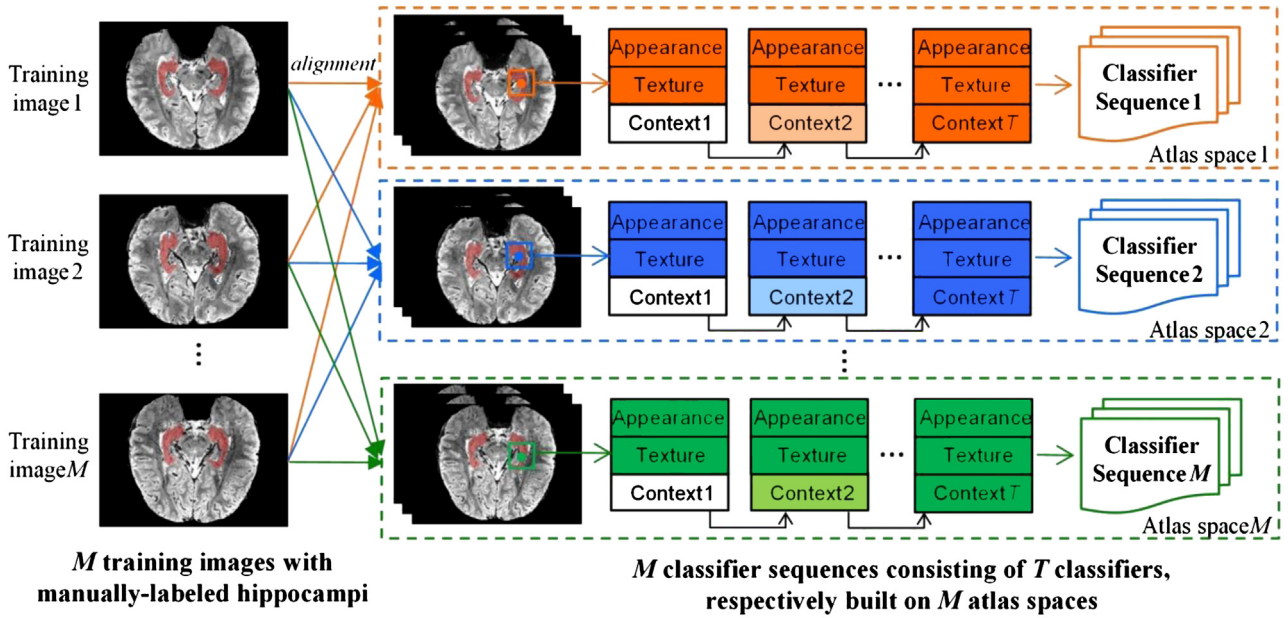 Training
image 1
alignment
Appearance
Texture
Context1
Appearance
Texture
Context2
...
Appearance
Texture
Context T
Classifier
Sequence 1
Atlas space 1
Training
image 2
Appearance
Texture
Context1
Appearance
Texture
Context2
...
Appearance
Texture
Context T
Classifier
Sequence 2
Atlas space 2
Training
image M
Appearance
Texture
Context1
Appearance
Texture
Context2
...
Appearance
Texture
Context T
Classifier
Sequence M
Atlas space M
M training images with
manually-labeled hippocampi
M classifier sequences consisting of T classifiers,
respectively built on M atlas spaces